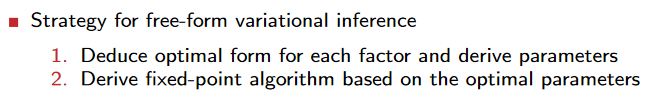 Strategy for free-form variational inference
1. Deduce optimal form for each factor and derive parameters
2. Derive fixed-point algorithm based on the optimal parameters